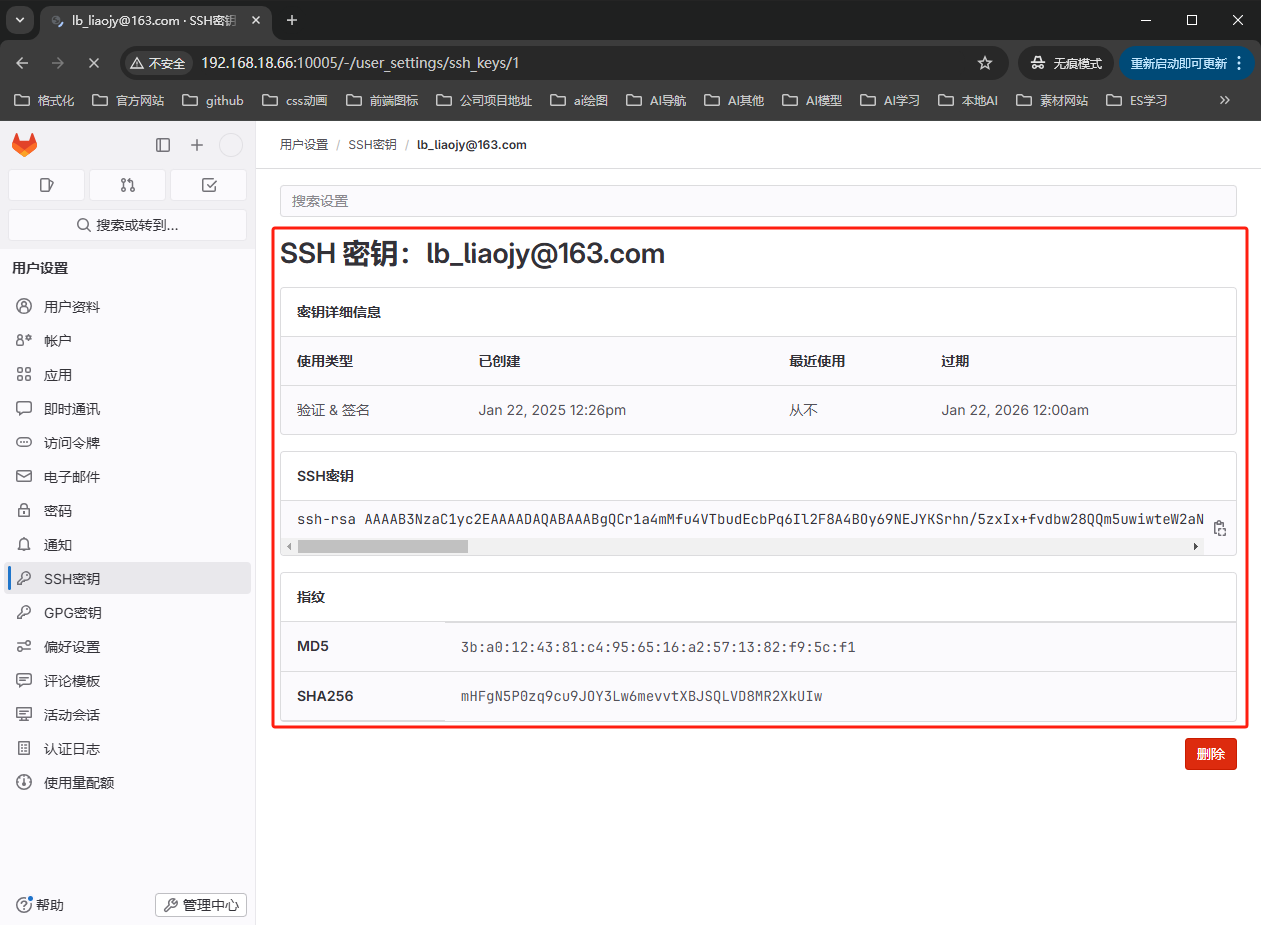 lb_liaojy@163.com · SSH密钥
不安全
192.168.18.66:10005/-/user_settings/ssh_keys/1
无痕模式
重新启动即可更新
格式化
官方网站
github
css动画
前端图标
公司项目地址
ai绘图
AI导航
AI其他
AI模型
AI学习
本地AI
素材网站
ES学习
搜索或转到...
用户设置
用户资料
帐户
应用
即时通讯
访问令牌
电子邮件
密码
通知
SSH密钥
GPG密钥
偏好设置
评论模板
活动会话
认证日志
使用量配额
帮助
管理中心
用户设置 / SSH密钥 / lb_liaojy@163.com
搜索设置
SSH 密钥：lb_liaojy@163.com
密钥详细信息
使用类型 已创建 最近使用 过期
验证 & 签名 Jan 22, 2025 12:26pm 从不 Jan 22, 2026 12:00am
SSH密钥
ssh-rsa AAAAB3NzaC1yc2EAAAADAQABAAABgQCr1a4mMfu4VTbudEcbPq6Il2F8A4BOy69NEJYKSrhn/5zxIx+fvdbw28QQm5uwiwteW2aN
指纹
MD5 3b:a0:12:43:81:c4:95:65:16:a2:57:13:82:f9:5c:f1
SHA256 mHFgN5P0zq9cu9JOY3Lw6mevvtXBJSQLVD8MR2XkUIw
删除